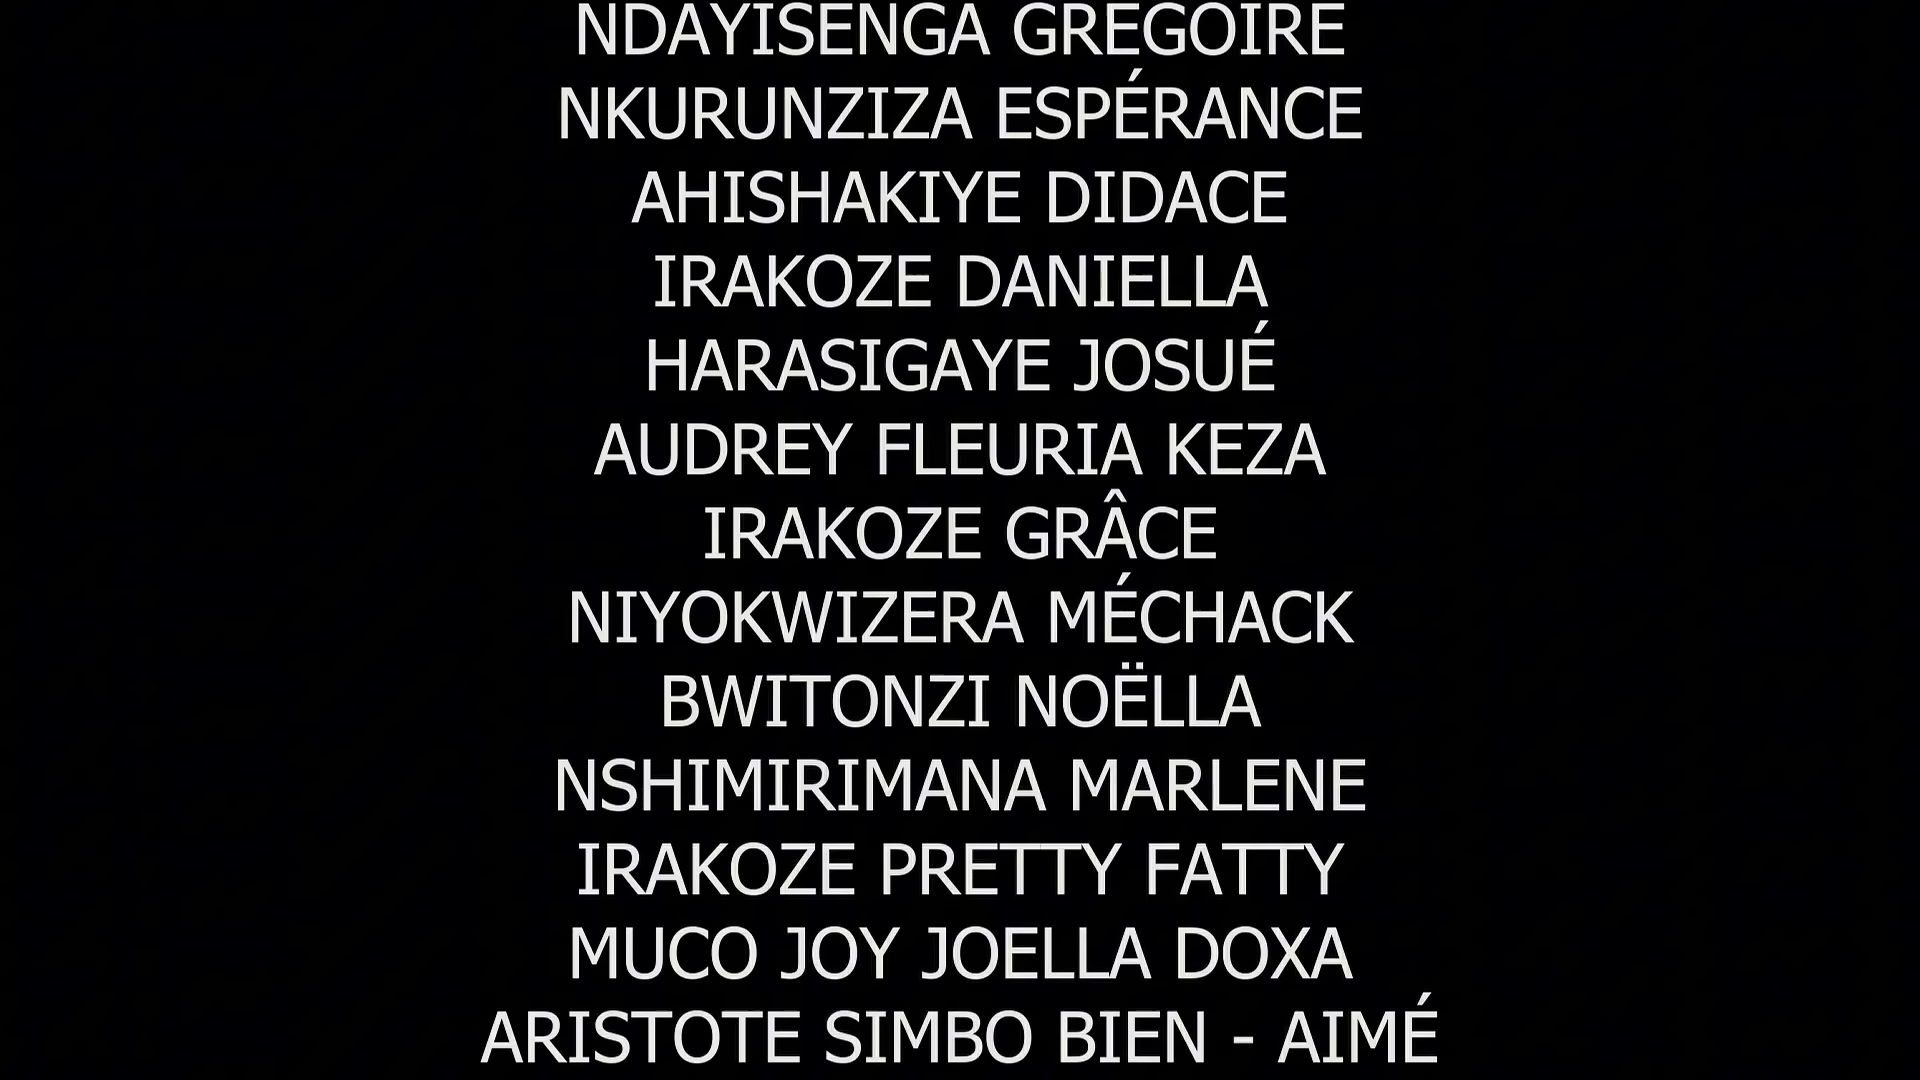 NDAYISENGA GREGOIRE
NKURUNZIZA ESPÉRANCE
AHISHAKIYE DIDACE
IRAKOZE DANIELLA
HARASIGAYE JOSUÉ
AUDREY FLEURIA KEZA
IRAKOZE GRÂCE
NIYOKWIZERA MÉCHACK
BWITONZI NOËLLA
NSHIMIRIMANA MARLENE
IRAKOZE PRETTY FATTY
MUCO JOY JOELLA DOXA
ARISTOTE SIMBO BIEN - AIMÉ